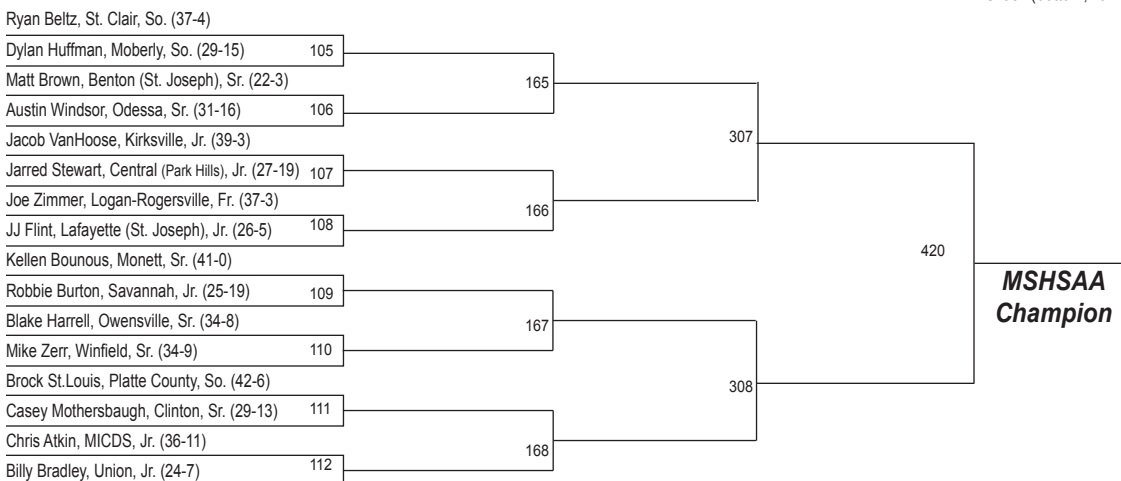 Ryan Beltz, St. Clair, So. (37-4)
Dylan Huffman, Moberly, So. (29-15) 105
Matt Brown, Benton (St. Joseph), Sr. (22-3)
165
Austin Windsor, Odessa, Sr. (31-16) 106
Jacob VanHoose, Kirksville, Jr. (39-3)
307
Jarred Stewart, Central (Park Hills), Jr. (27-19) 107
Joe Zimmer, Logan-Rogersville, Fr. (37-3)
166
JJ Flint, Lafayette (St. Joseph), Jr. (26-5) 108
Kellen Bounous, Monett, Sr. (41-0)
420
MSHSAA
Champion
Robbie Burton, Savannah, Jr. (25-19) 109
Blake Harrell, Owensville, Sr. (34-8)
167
Mike Zerr, Winfield, Sr. (34-9) 110
Brock St.Louis, Platte County, So. (42-6)
308
Casey Mothersbaugh, Clinton, Sr. (29-13) 111
Chris Atkin, MICDS, Jr. (36-11)
168
Billy Bradley, Union, Jr. (24-7) 112